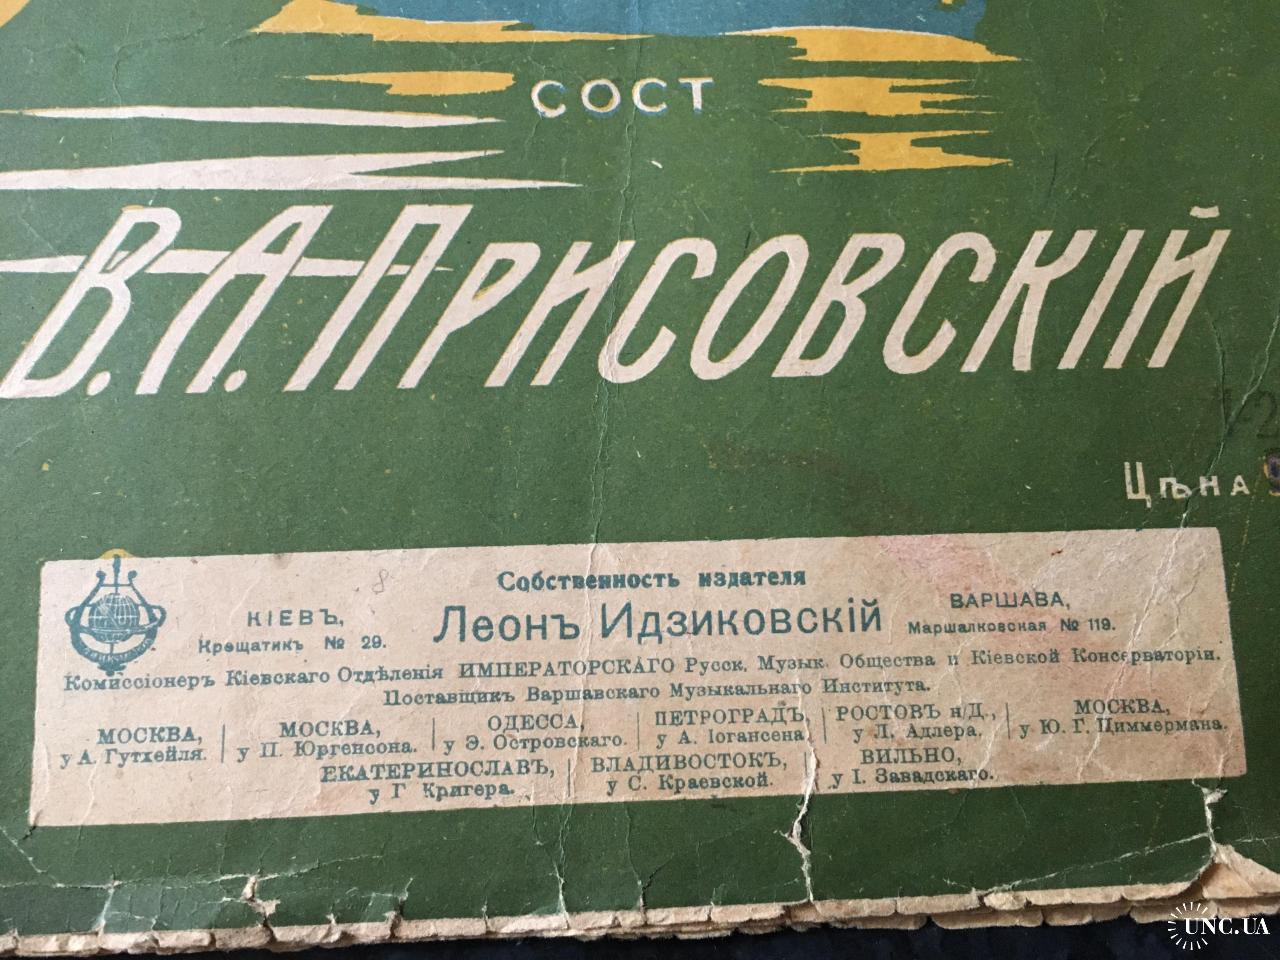 СОСТ
В.А.ПРИСОВСКІЙ
ЦѢНА
Собственность издателя
КІЕВЪ, Леонъ Идзиковскій ВАРШАВА,
Крещатикъ № 29. Маршалковская № 119.
Комиссіонеръ Кіевскаго Отдѣленія ИМПЕРАТОРСКАГО Русск. Музык. Общества и Кіевской Консерваторіи.
Поставщикъ Варшавскаго Музыкальнаго Института.
МОСКВА, МОСКВА, ОДЕССА, ПЕТРОГРАДЪ, РОСТОВЪ н/Д., МОСКВА,
у А. Гутхейля. у П. Юргенсона. у Э. Островскаго. у А. Іогансена. у Л. Адлера, у Ю. Г. Циммермана.
ЕКАТЕРИНОСЛАВЪ, ВЛАДИВОСТОКЪ, ВИЛЬНО,
у Г Кригера. у С. Краевской. у І. Завадскаго.
UNC.UA